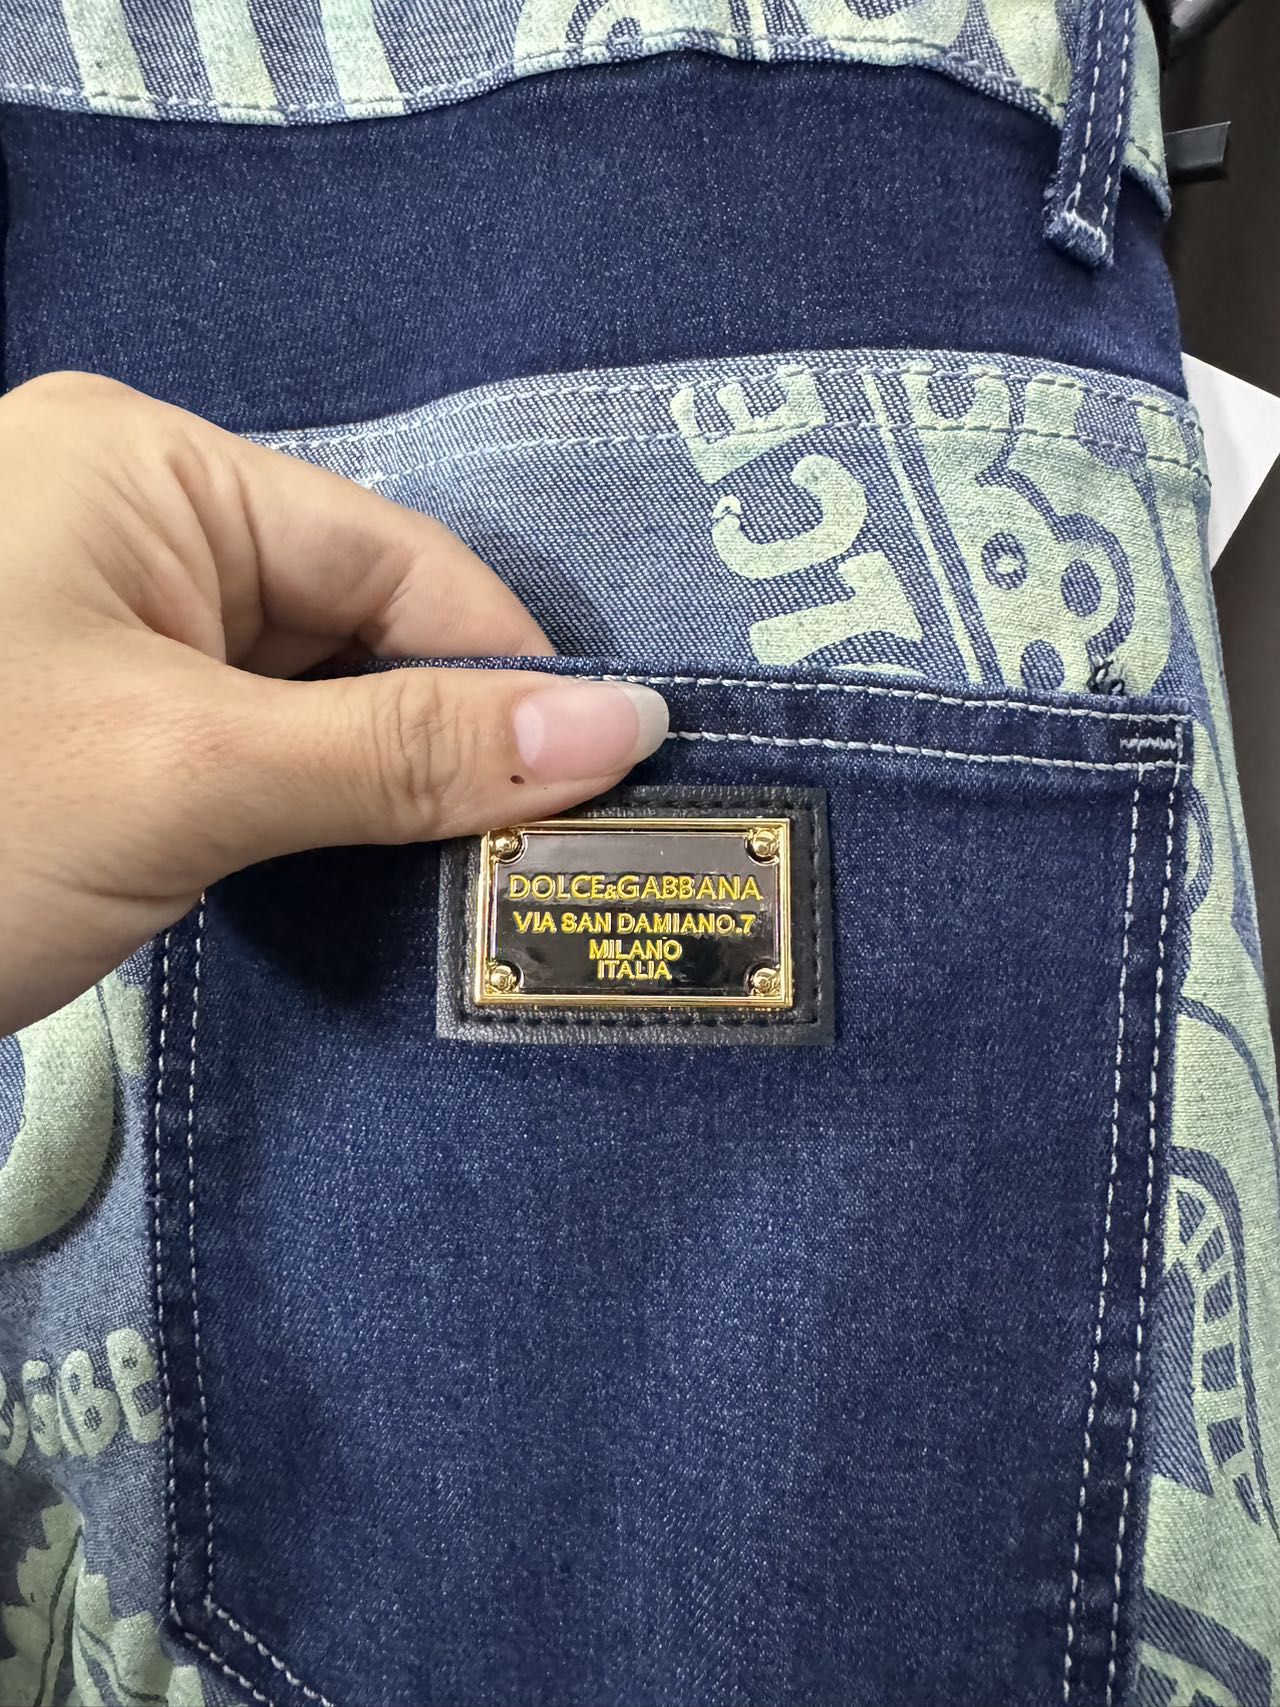 DOLCE&GABBANA
VIA SAN DAMIANO.7
MILANO
ITALIA